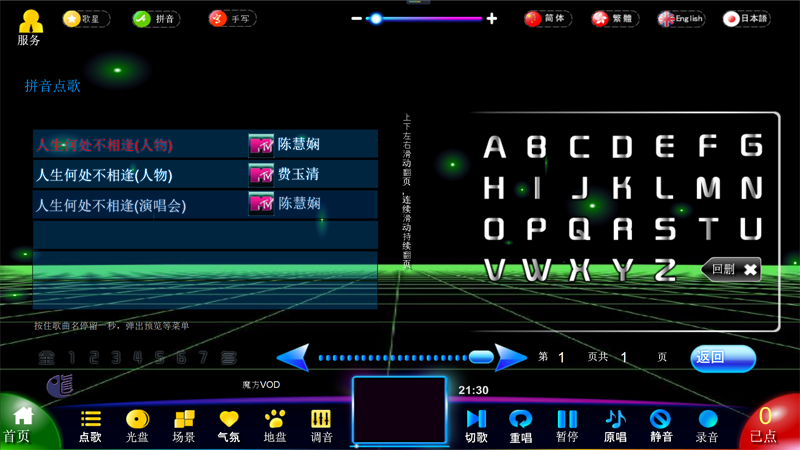 服务
歌星
拼音
手写
简体
繁體
English
日本語
拼音点歌
人生何处不相逢(人物) MTV 陈慧娴
人生何处不相逢(人物) MTV 费玉清
人生何处不相逢(演唱会) MTV 陈慧娴
上下左右滑动翻页,连续滑动持续翻页
A B C D E F G
H I J K L M N
O P Q R S T U
V W X Y Z 回删
按住歌曲名停留一秒,弹出预览等菜单
全 1 2 3 4 5 6 7 多
第 1 页共 1 页
返回
魔方VOD
21:30
首页
点歌
光盘
场景
气氛
地盘
调音
切歌
重唱
暂停
原唱
静音
录音
0
已点